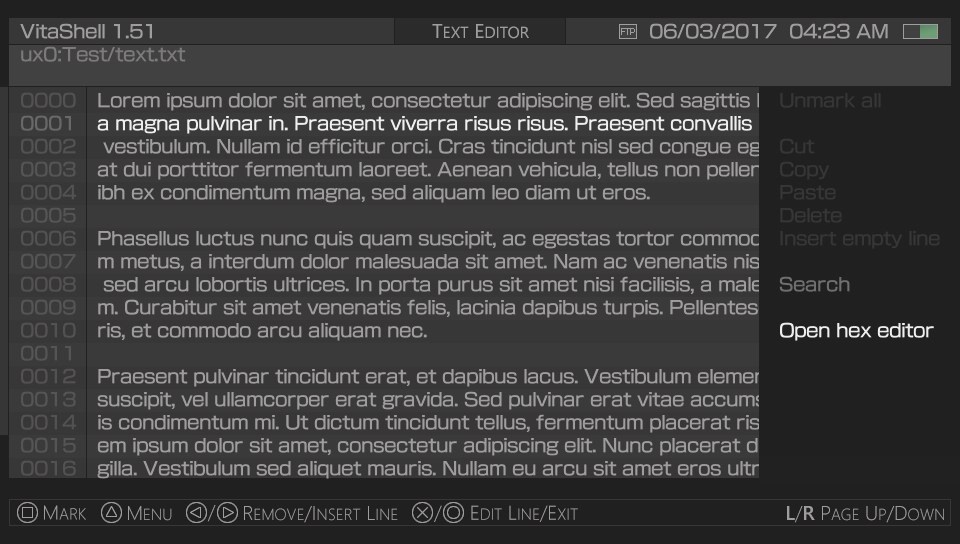 VitaShell 1.51
TEXT EDITOR
FTP
06/03/2017 04:23 AM
ux0:Test/text.txt
0000 Lorem ipsum dolor sit amet, consectetur adipiscing elit. Sed sagittis
0001 a magna pulvinar in. Praesent viverra risus risus. Praesent convallis
0002 vestibulum. Nullam id efficitur orci. Cras tincidunt nisl sed congue eg
0003 at dui porttitor fermentum laoreet. Aenean vehicula, tellus non peller
0004 ibh ex condimentum magna, sed aliquam leo diam ut eros.
0005
0006 Phasellus luctus nunc quis quam suscipit, ac egestas tortor commod
0007 m metus, a interdum dolor malesuada sit amet. Nam ac venenatis nis
0008 sed arcu lobortis ultrices. In porta purus sit amet nisi facilisis, a male
0009 m. Curabitur sit amet venenatis felis, lacinia dapibus turpis. Pellentes
0010 ris, et commodo arcu aliquam nec.
0011
0012 Praesent pulvinar tincidunt erat, et dapibus lacus. Vestibulum elemer
0013 suscipit, vel ullamcorper erat gravida. Sed pulvinar erat vitae accums
0014 is condimentum mi. Ut dictum tincidunt tellus, fermentum placerat ris
0015 em ipsum dolor sit amet, consectetur adipiscing elit. Nunc placerat d
0016 gilla. Vestibulum sed aliquet mauris. Nullam eu arcu sit amet eros ultr
Unmark all
Cut
Copy
Paste
Delete
Insert empty line
Search
Open hex editor
MARK MENU / REMOVE/INSERT LINE / EDIT LINE/EXIT L/R PAGE UP/DOWN